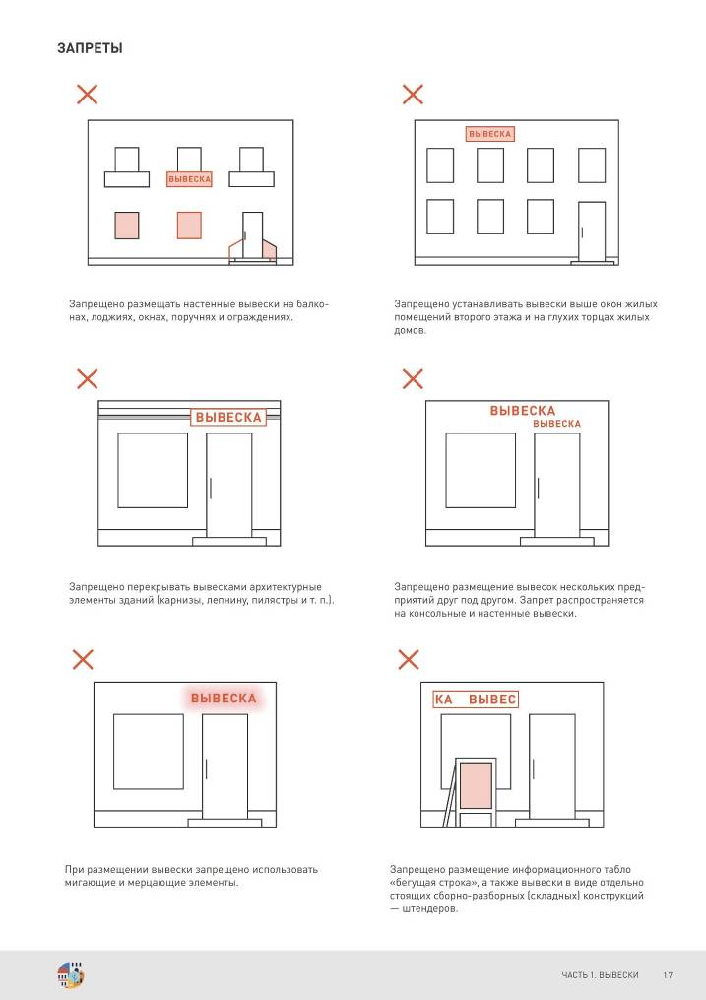 ЗАПРЕТЫ
ВЫВЕСКА
ВЫВЕСКА
Запрещено размещать настенные вывески на балко-
нах, лоджиях, окнах, поручнях и ограждениях.
Запрещено устанавливать вывески выше окон жилых
помещений второго этажа и на глухих торцах жилых
домов.
ВЫВЕСКА
ВЫВЕСКА
ВЫВЕСКА
Запрещено перекрывать вывесками архитектурные
элементы зданий (карнизы, лепнину, пилястры и т. п.).
Запрещено размещение вывесок нескольких пред-
приятий друг под другом. Запрет распространяется
на консольные и настенные вывески.
ВЫВЕСКА
КА ВЫВЕС
При размещении вывески запрещено использовать
мигающие и мерцающие элементы.
Запрещено размещение информационного табло
«бегущая строка», а также вывески в виде отдельно
стоящих сборно-разборных (складных) конструкций
— штендеров.
ЧАСТЬ 1. ВЫВЕСКИ 17